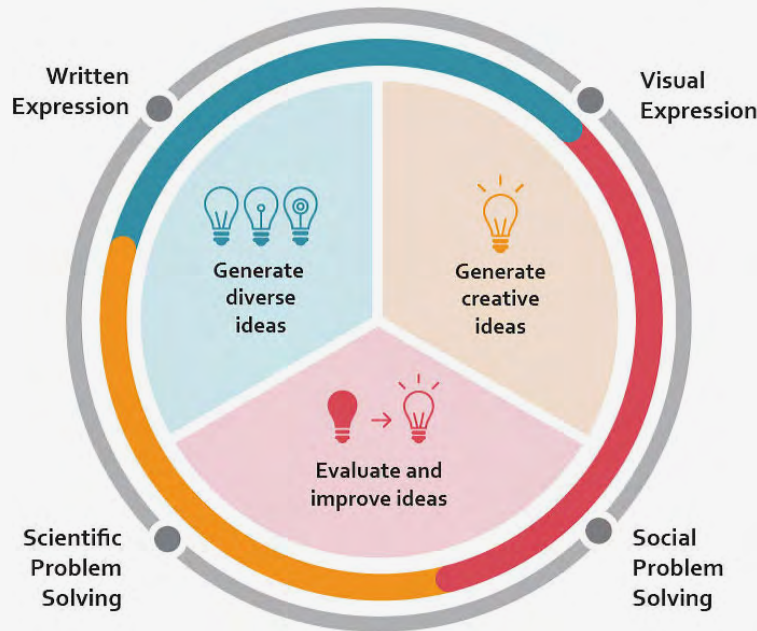 Written
Expression
Visual
Expression
Generate
diverse
ideas
Generate
creative
ideas
Evaluate and
improve ideas
Scientific
Problem
Solving
Social
Problem
Solving